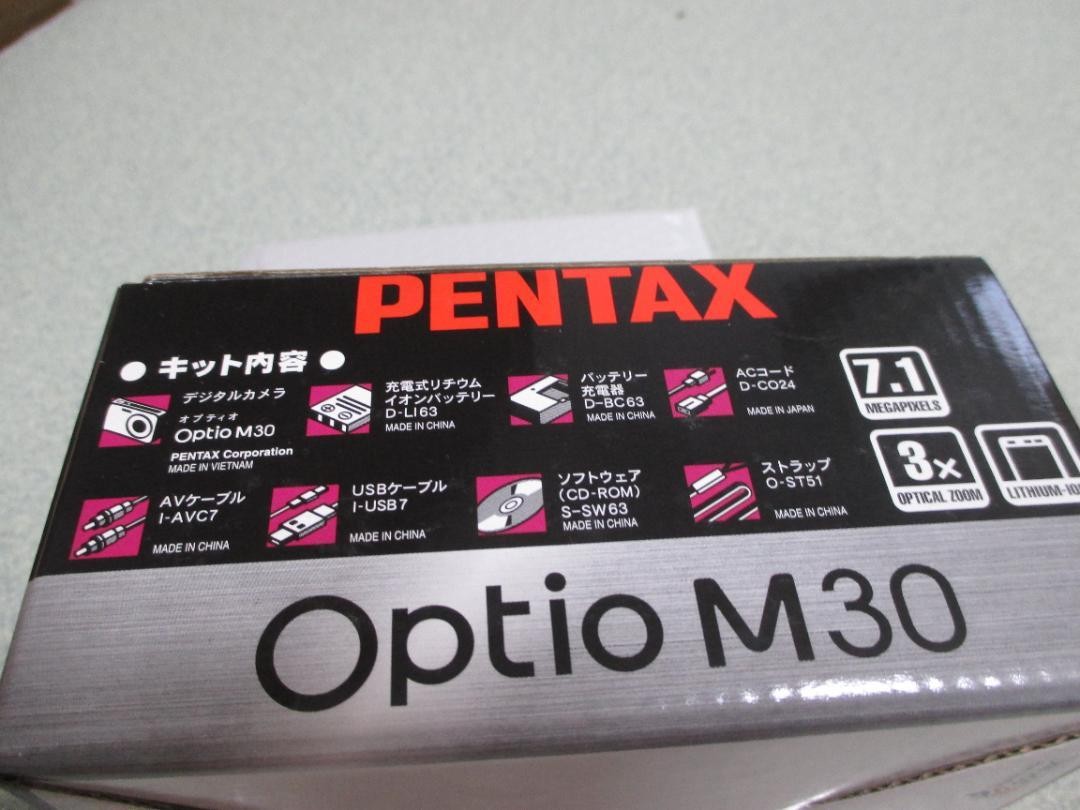 PENTAX
● キット内容 ●
デジタルカメラ
オプティオ
Optio M30
PENTAX Corporation
MADE IN VIETNAM
充電式リチウム
イオンバッテリー
D-LI63
MADE IN CHINA
バッテリー
充電器
D-BC63
MADE IN CHINA
ACコード
D-CO24
MADE IN JAPAN
7.1
MEGAPIXELS
AVケーブル
I-AVC7
MADE IN CHINA
USBケーブル
I-USB7
MADE IN CHINA
ソフトウェア
(CD-ROM)
S-SW63
MADE IN CHINA
ストラップ
O-ST51
MADE IN CHINA
3x
OPTICAL ZOOM
LITHIUM-ION
Optio M30